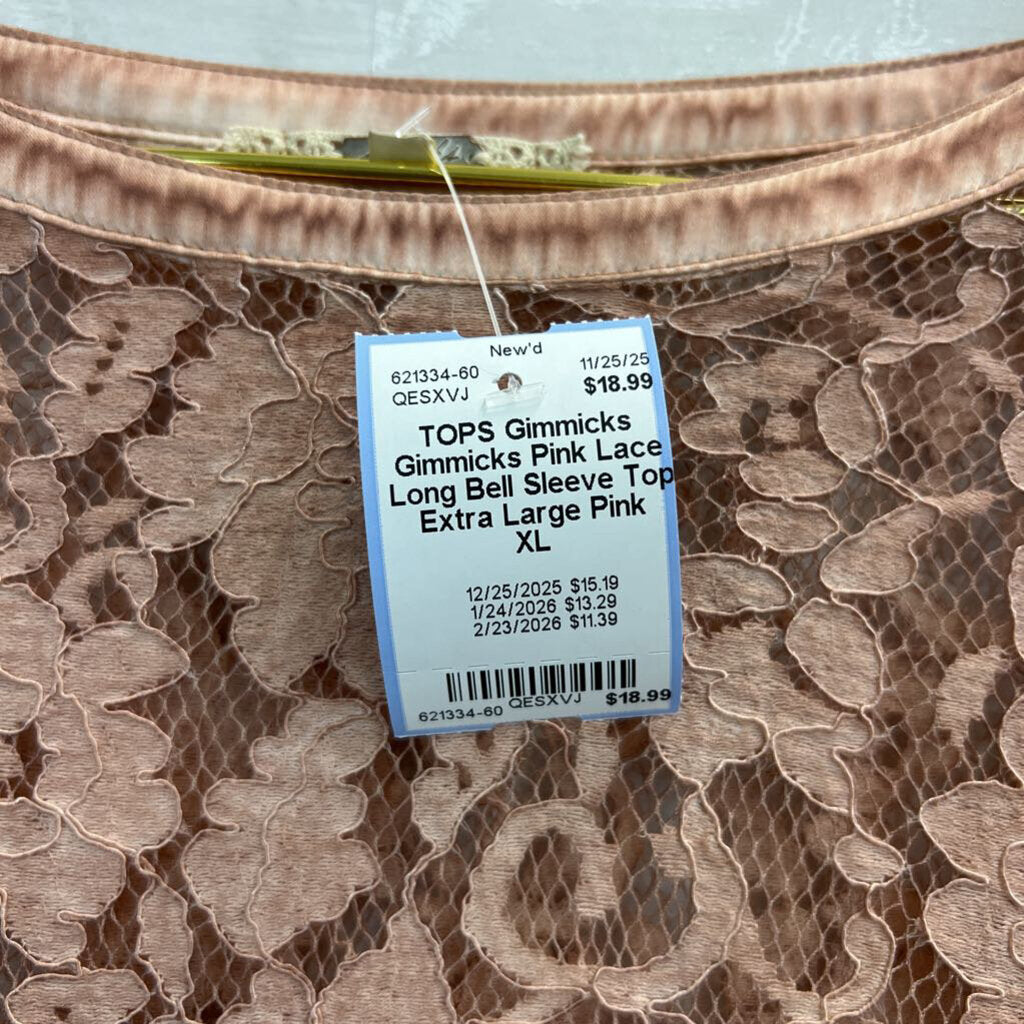 New'd
621334-60 11/25/25
QESXVJ $18.99
TOPS Gimmicks
Gimmicks Pink Lace
Long Bell Sleeve Top
Extra Large Pink
XL
12/25/2025 $15.19
1/24/2026 $13.29
2/23/2026 $11.39
621334-60 QESXVJ $18.99